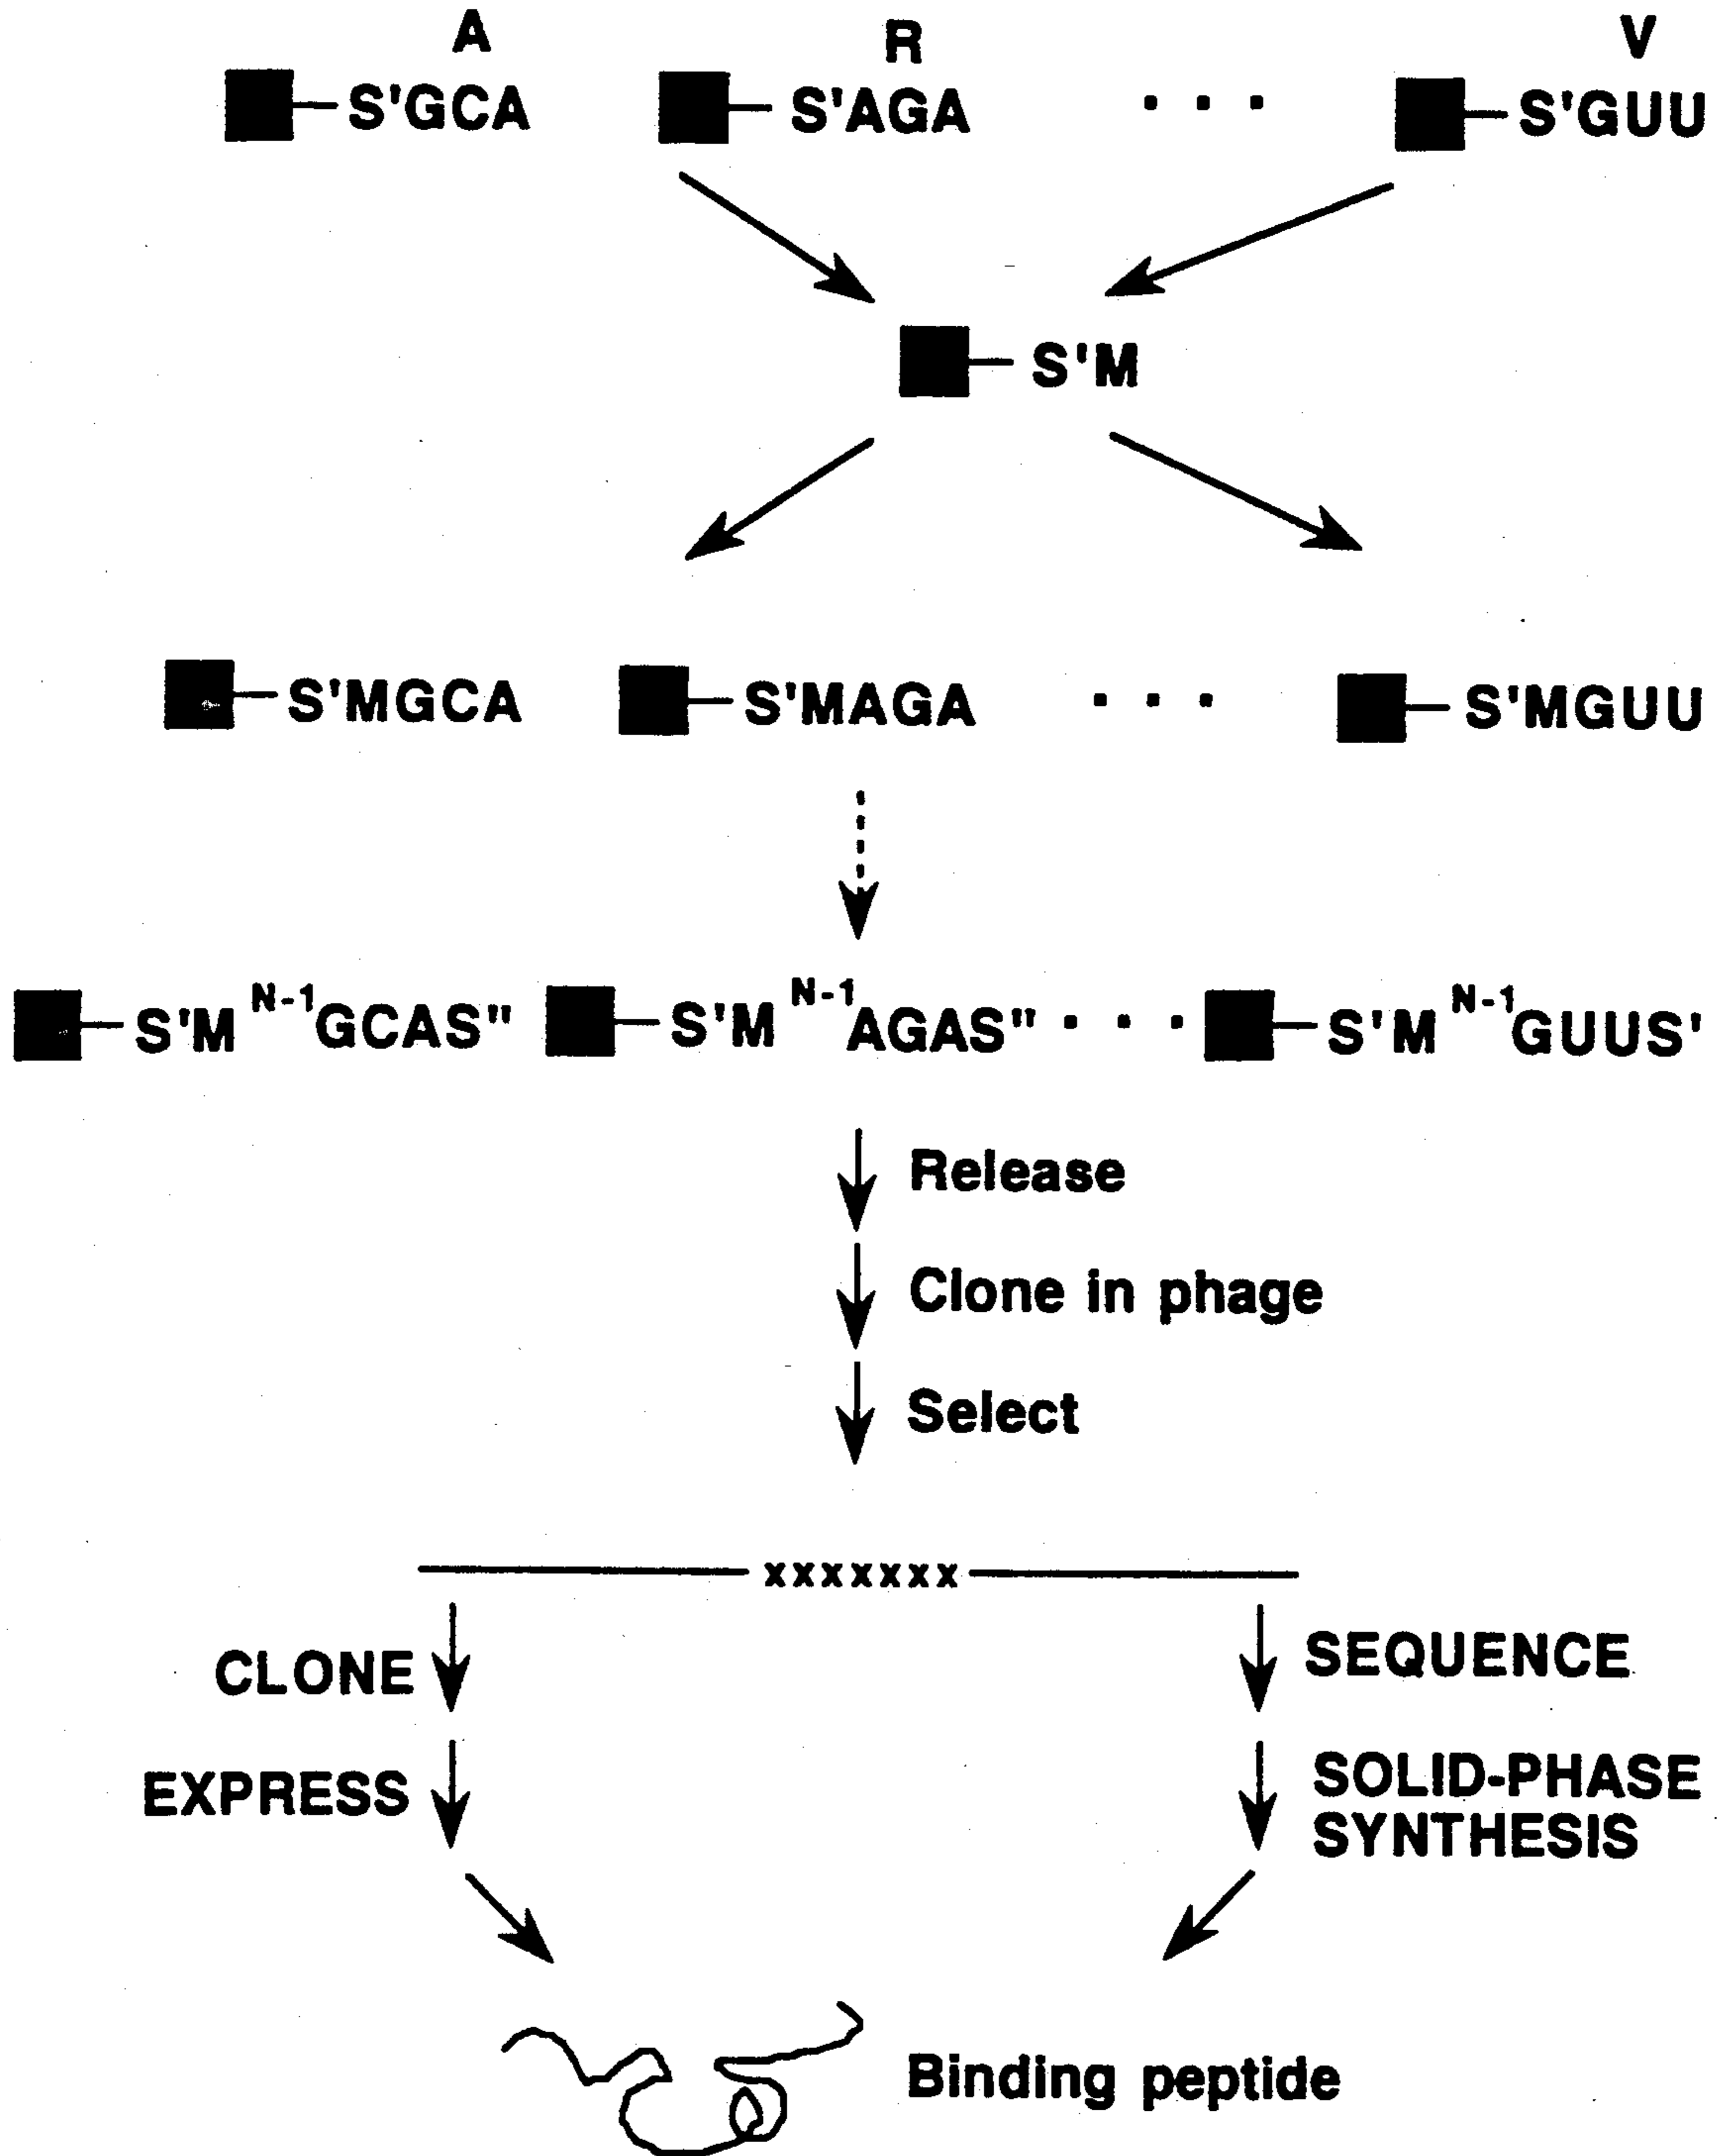 A R V
S'GCA S'AGA . . . S'GUU
S'M
S'MGCA S'MAGA . . . S'MGUU
S'M N-1 GCAS" S'M N-1 AGAS" . . . S'M N-1 GUUS'
Release
Clone in phage
Select
xxxxxxx
CLONE SEQUENCE
EXPRESS SOLID-PHASE
SYNTHESIS
Binding peptide